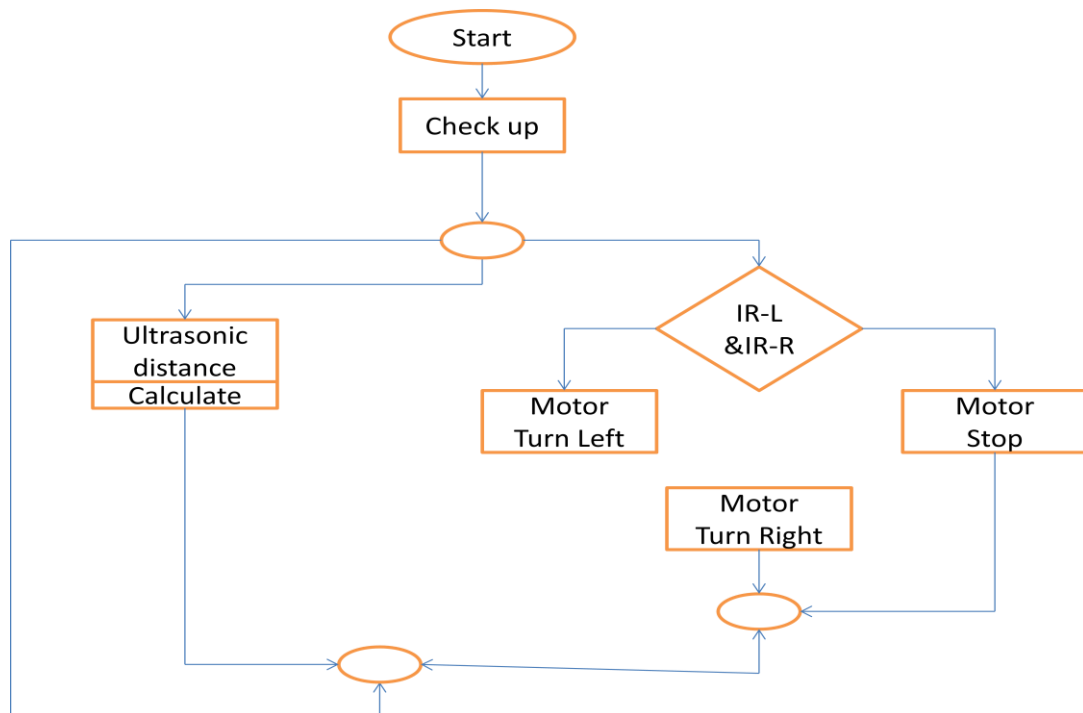 Start
Check up
IR-L
&IR-R
Ultrasonic
distance
Calculate
Motor
Turn Left
Motor
Stop
Motor
Turn Right